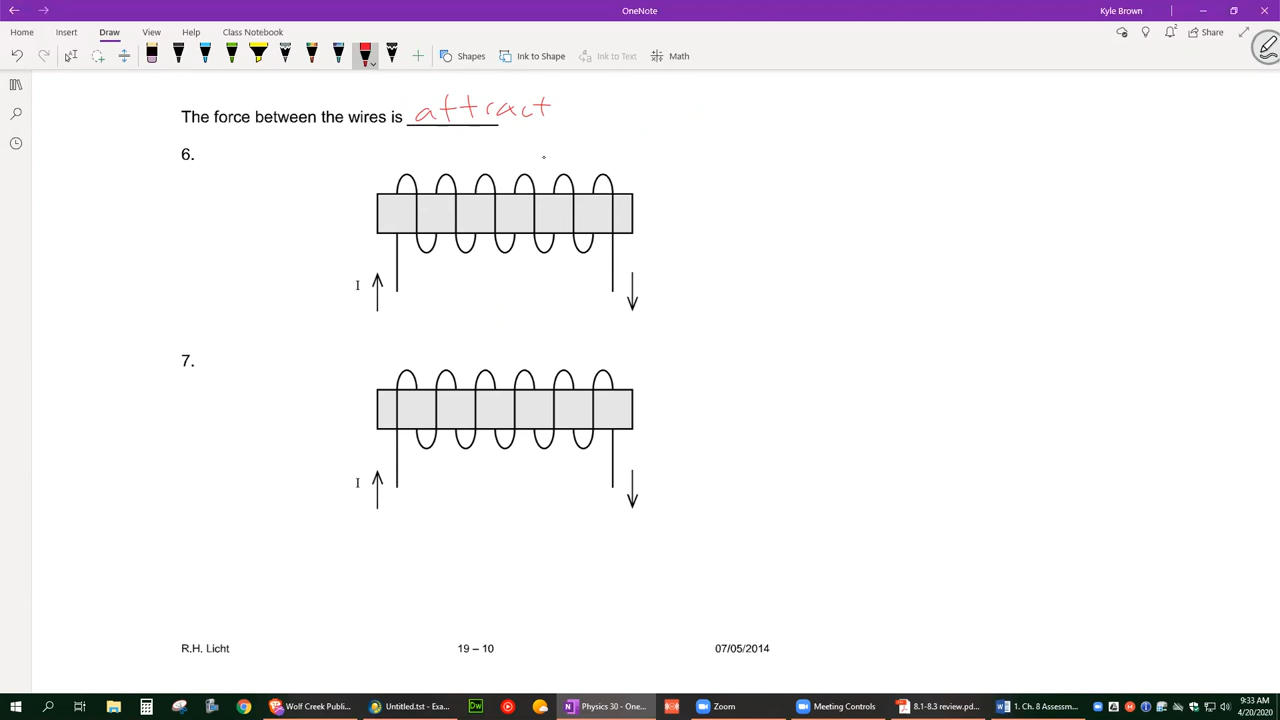 OneNote
Kyle Brown
Home Insert Draw View Help Class Notebook
Share
Shapes Ink to Shape Ink to Text Math
The force between the wires is attract
6.
I
7.
I
R.H. Licht 19 – 10 07/05/2014
Wolf Creek Publi... Untitled.tst - Exa... Dw Physics 30 - One... Zoom Meeting Controls 8.1-8.3 review.pd... 1. Ch. 8 Assessm... 9:33 AM
4/20/2020